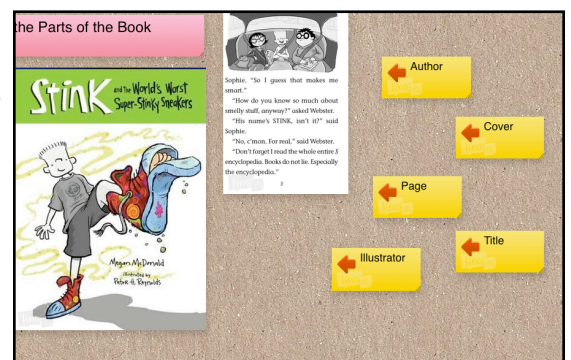 the Parts of the Book
STINK and The World's Worst
Super-Stinky Sneakers
Megan McDonald
illustrated by
Peter H. Reynolds
Sophie. "So I guess that makes me
smart."
"How do you know so much about
smelly stuff, anyway?" asked Webster.
"His name's STINK, isn't it?" said
Sophie.
"No, c'mon. For real," said Webster.
"Don't forget I read the whole entire S
encyclopedia. Books do not lie. Especially
the encyclopedia."
Author
Cover
Page
Title
Illustrator